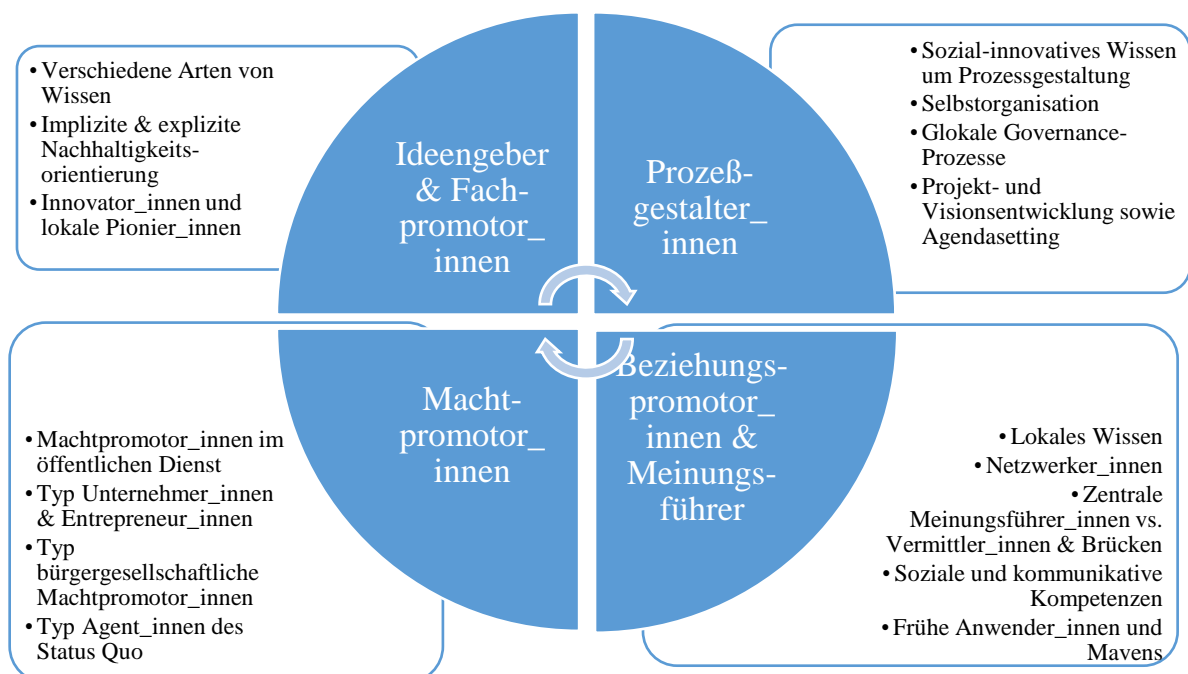 • Verschiedene Arten von
Wissen
• Implizite & explizite
Nachhaltigkeits-
orientierung
• Innovator_innen und
lokale Pionier_innen
Ideengeber
& Fach-
promotor_
innen
Prozeß-
gestalter_
innen
• Sozial-innovatives Wissen
um Prozessgestaltung
• Selbstorganisation
• Glokale Governance-
Prozesse
• Projekt- und
Visionsentwicklung sowie
Agendasetting
• Machtpromotor_innen im
öffentlichen Dienst
• Typ Unternehmer_innen
& Entrepreneur_innen
• Typ
bürgergesellschaftliche
Machtpromotor_innen
• Typ Agent_innen des
Status Quo
Macht-
promotor_
innen
Beziehungs-
promotor_
innen &
Meinungs-
führer
• Lokales Wissen
• Netzwerker_innen
• Zentrale
Meinungsführer_innen vs.
Vermittler_innen & Brücken
• Soziale und kommunikative
Kompetenzen
• Frühe Anwender_innen und
Mavens